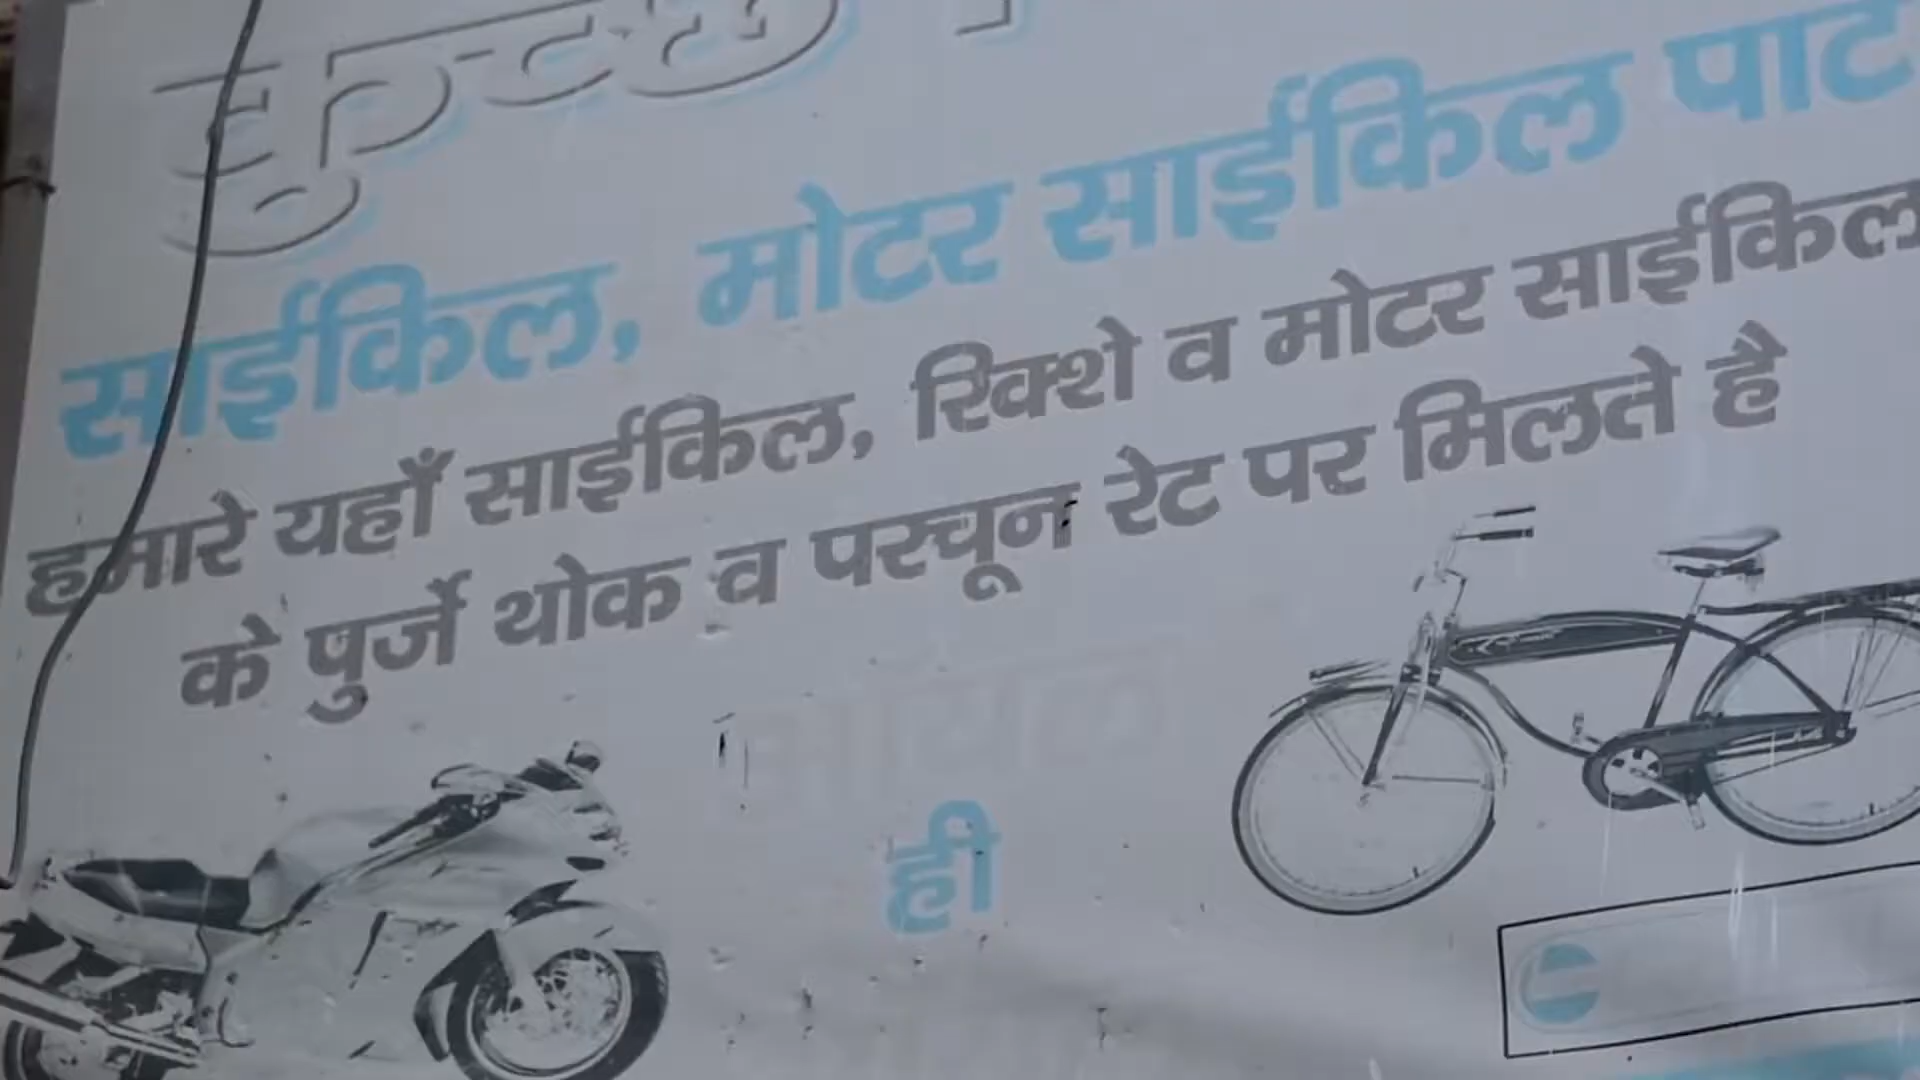 साईकिल, मोटर साईकिल पार्ट
हमारे यहाँ साईकिल, रिक्शे व मोटर साईकिल
के पुर्जे थोक व परचून रेट पर मिलते है
ही